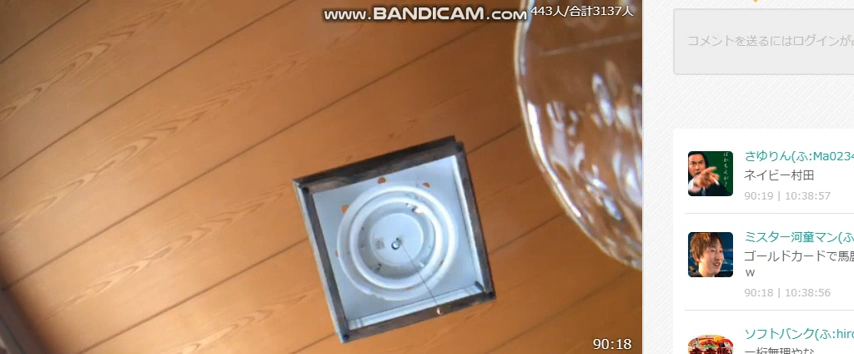 www.BANDICAM.com
443人/合計3137人
コメントを送るにはログインが
さゆりん(ふ:Ma0234
ネイビー村田
90:19 | 10:38:57
ミスター河童マン(ふ
ゴールドカードで馬鹿
w
90:18 | 10:38:56
ソフトバンク(ふ:hiro
一桁無理やな
90:18